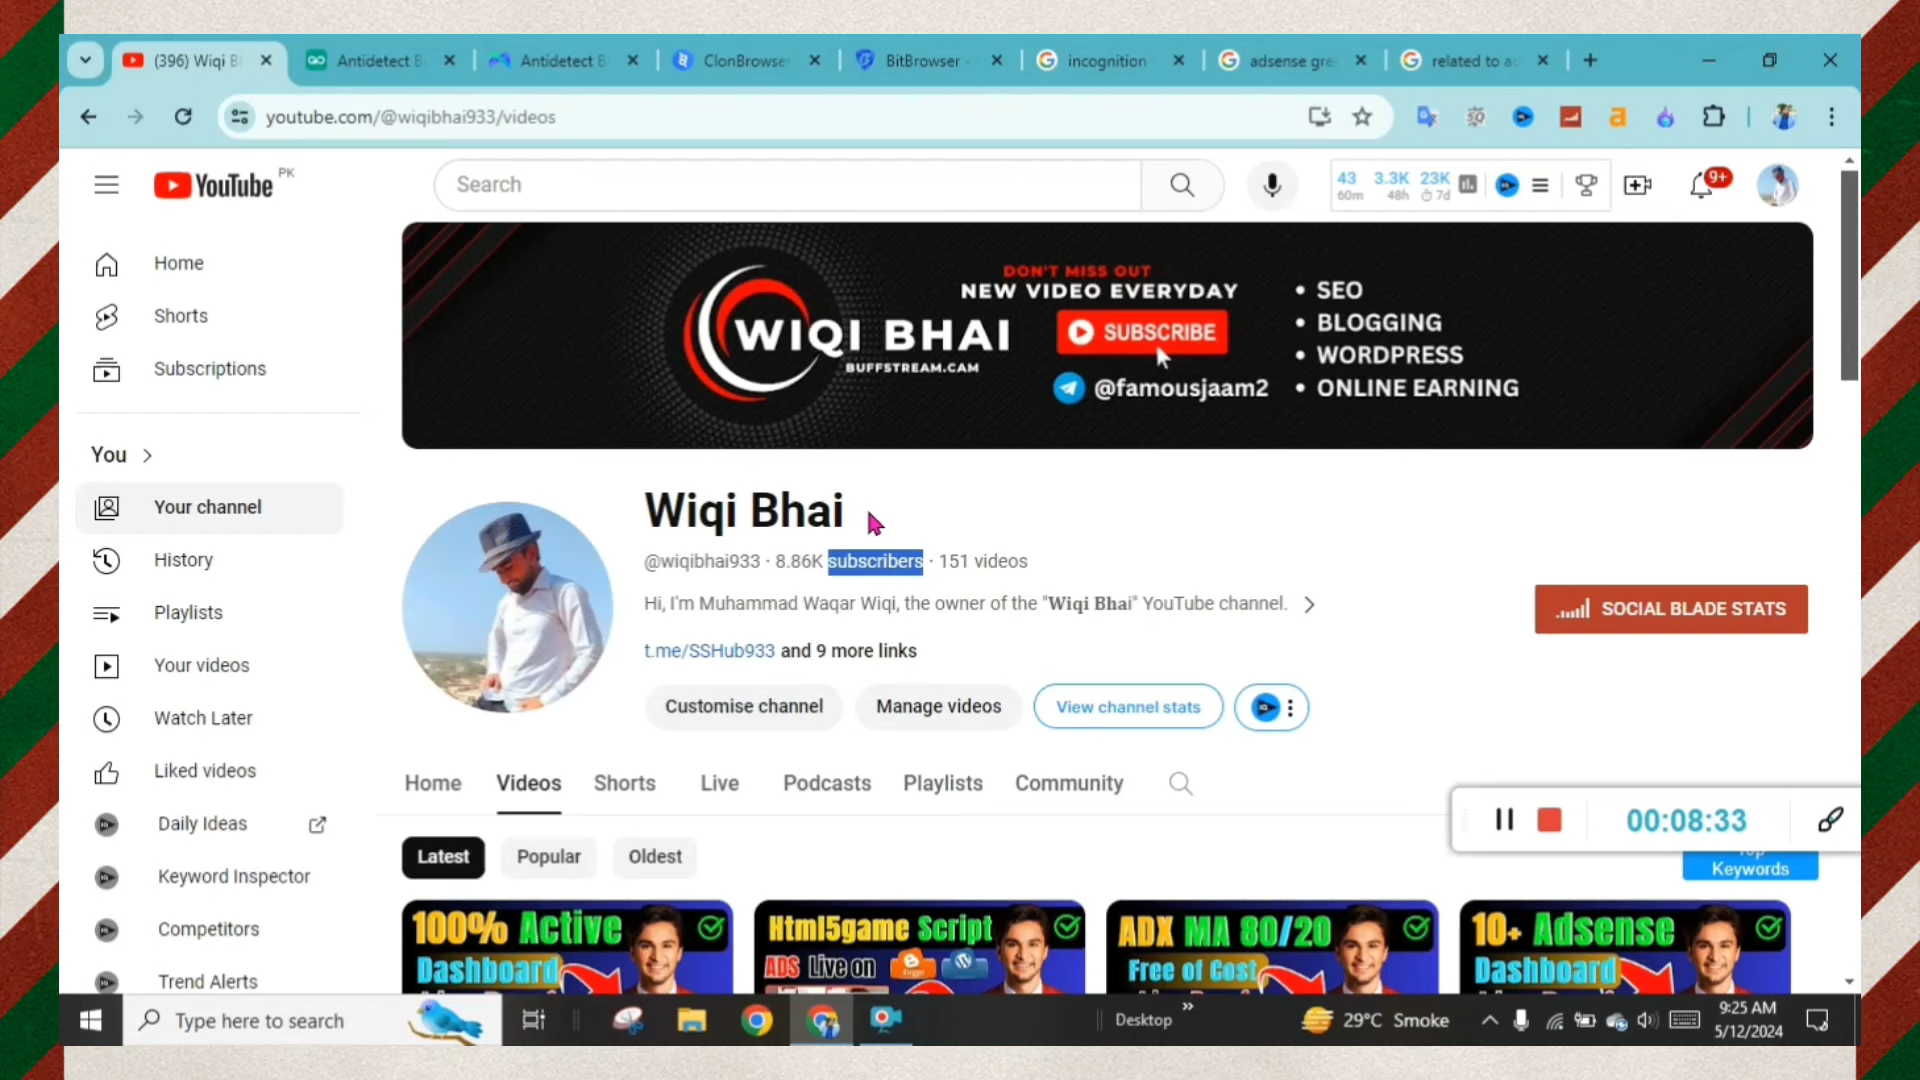 (396) Wiqi B
Antidetect B
Antidetect B
ClonBrowse
BitBrowser -
incognition
adsense gre
related to a
youtube.com/@wiqibhai933/videos
YouTube PK
Search
43 3.3K 23K
60m 48h 7d
9+
Home
Shorts
Subscriptions
You
Your channel
History
Playlists
Your videos
Watch Later
Liked videos
Daily Ideas
Keyword Inspector
Competitors
Trend Alerts
WIQI BHAI
BUFFSTREAM.CAM
DON'T MISS OUT
NEW VIDEO EVERYDAY
SUBSCRIBE
@famousjaam2
• SEO
• BLOGGING
• WORDPRESS
• ONLINE EARNING
Wiqi Bhai
@wiqibhai933 · 8.86K subscribers · 151 videos
Hi, I'm Muhammad Waqar Wiqi, the owner of the "Wiqi Bhai" YouTube channel.
t.me/SSHub933 and 9 more links
Customise channel
Manage videos
View channel stats
SOCIAL BLADE STATS
Home
Videos
Shorts
Live
Podcasts
Playlists
Community
00:08:33
Keywords
Latest
Popular
Oldest
100% Active
Dashboard
Html5game Script
ADS Live on
ADX MA 80/20
Free of Cost
10+ Adsense
Dashboard
Type here to search
Desktop
29°C Smoke
9:25 AM
5/12/2024